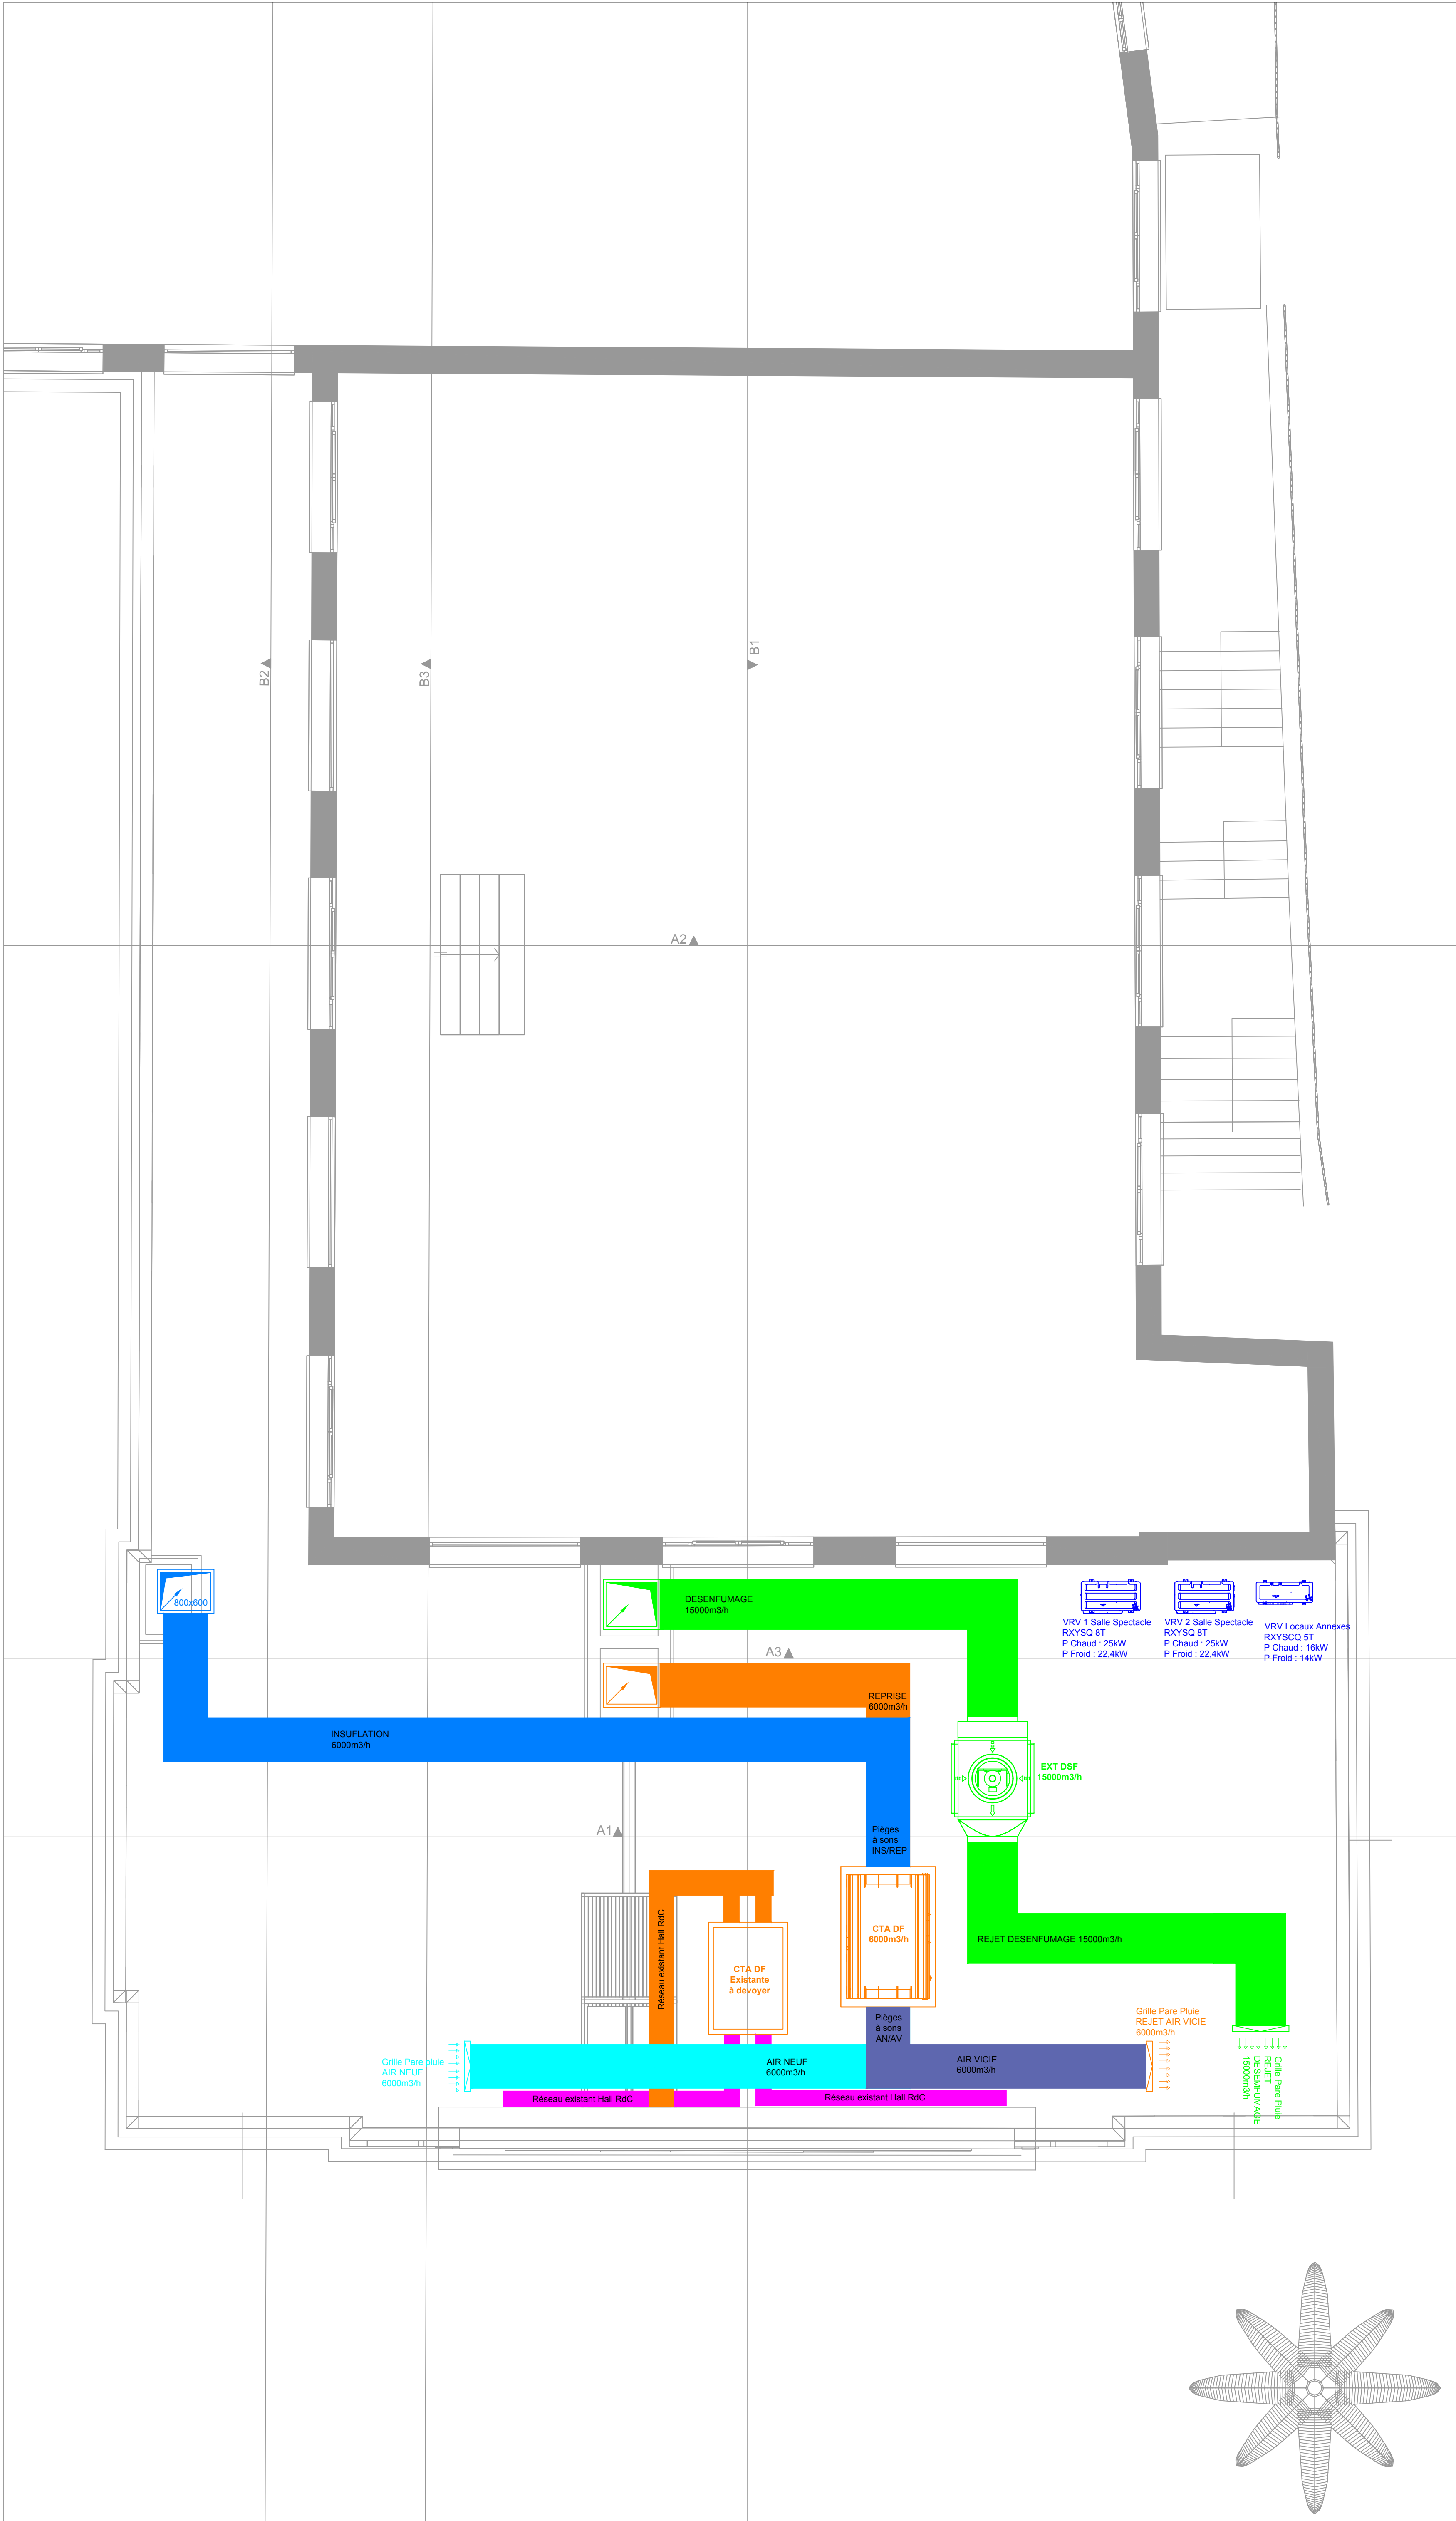 B2
B3
B1
A2
800x600
DESENFUMAGE
15000m3/h
VRV 1 Salle Spectacle
RXYSQ 8T
P Chaud : 25kW
P Froid : 22,4kW
VRV 2 Salle Spectacle
RXYSQ 8T
P Chaud : 25kW
P Froid : 22,4kW
VRV Locaux Annexes
RXYSCQ 5T
P Chaud : 16kW
P Froid : 14kW
A3
REPRISE
6000m3/h
INSUFLATION
6000m3/h
EXT DSF
15000m3/h
A1
Pièges
à sons
INS/REP
Réseau existant Hall RdC
CTA DF
6000m3/h
REJET DESENFUMAGE 15000m3/h
CTA DF
Existante
à devoyer
Pièges
à sons
AN/AV
Grille Pare Pluie
REJET AIR VICIE
6000m3/h
Grille Pare pluie
AIR NEUF
6000m3/h
AIR NEUF
6000m3/h
AIR VICIE
6000m3/h
Grille Pare Pluie
REJET
DESEMFUMAGE
15000m3/h
Réseau existant Hall RdC
Réseau existant Hall RdC